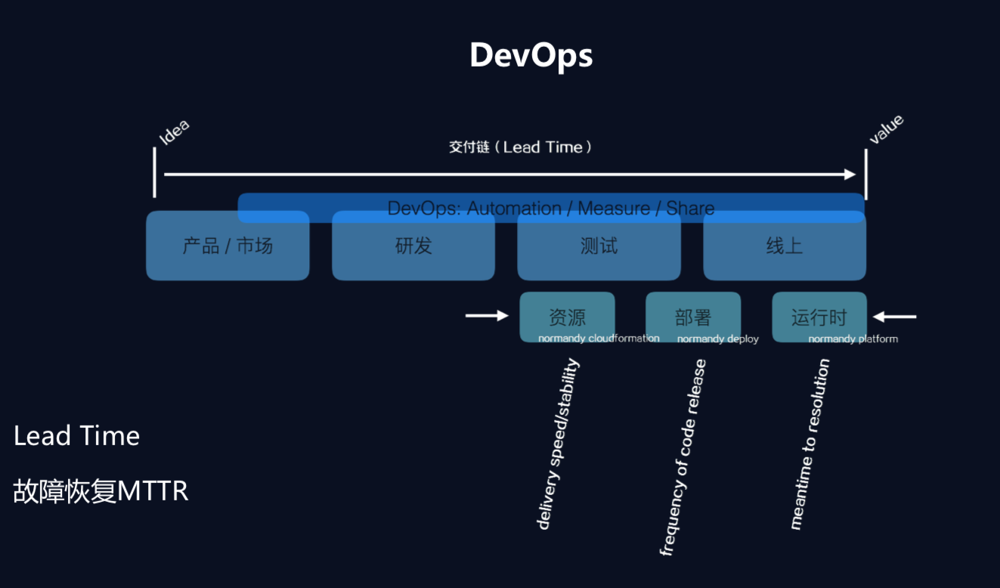 DevOps
Idea
value
交付链（Lead Time）
DevOps: Automation / Measure / Share
产品 / 市场
研发
测试
线上
资源
部署
运行时
normandy cloudformation
normandy deploy
normandy platform
delivery speed/stability
frequency of code release
meantime to resolution
Lead Time
故障恢复MTTR